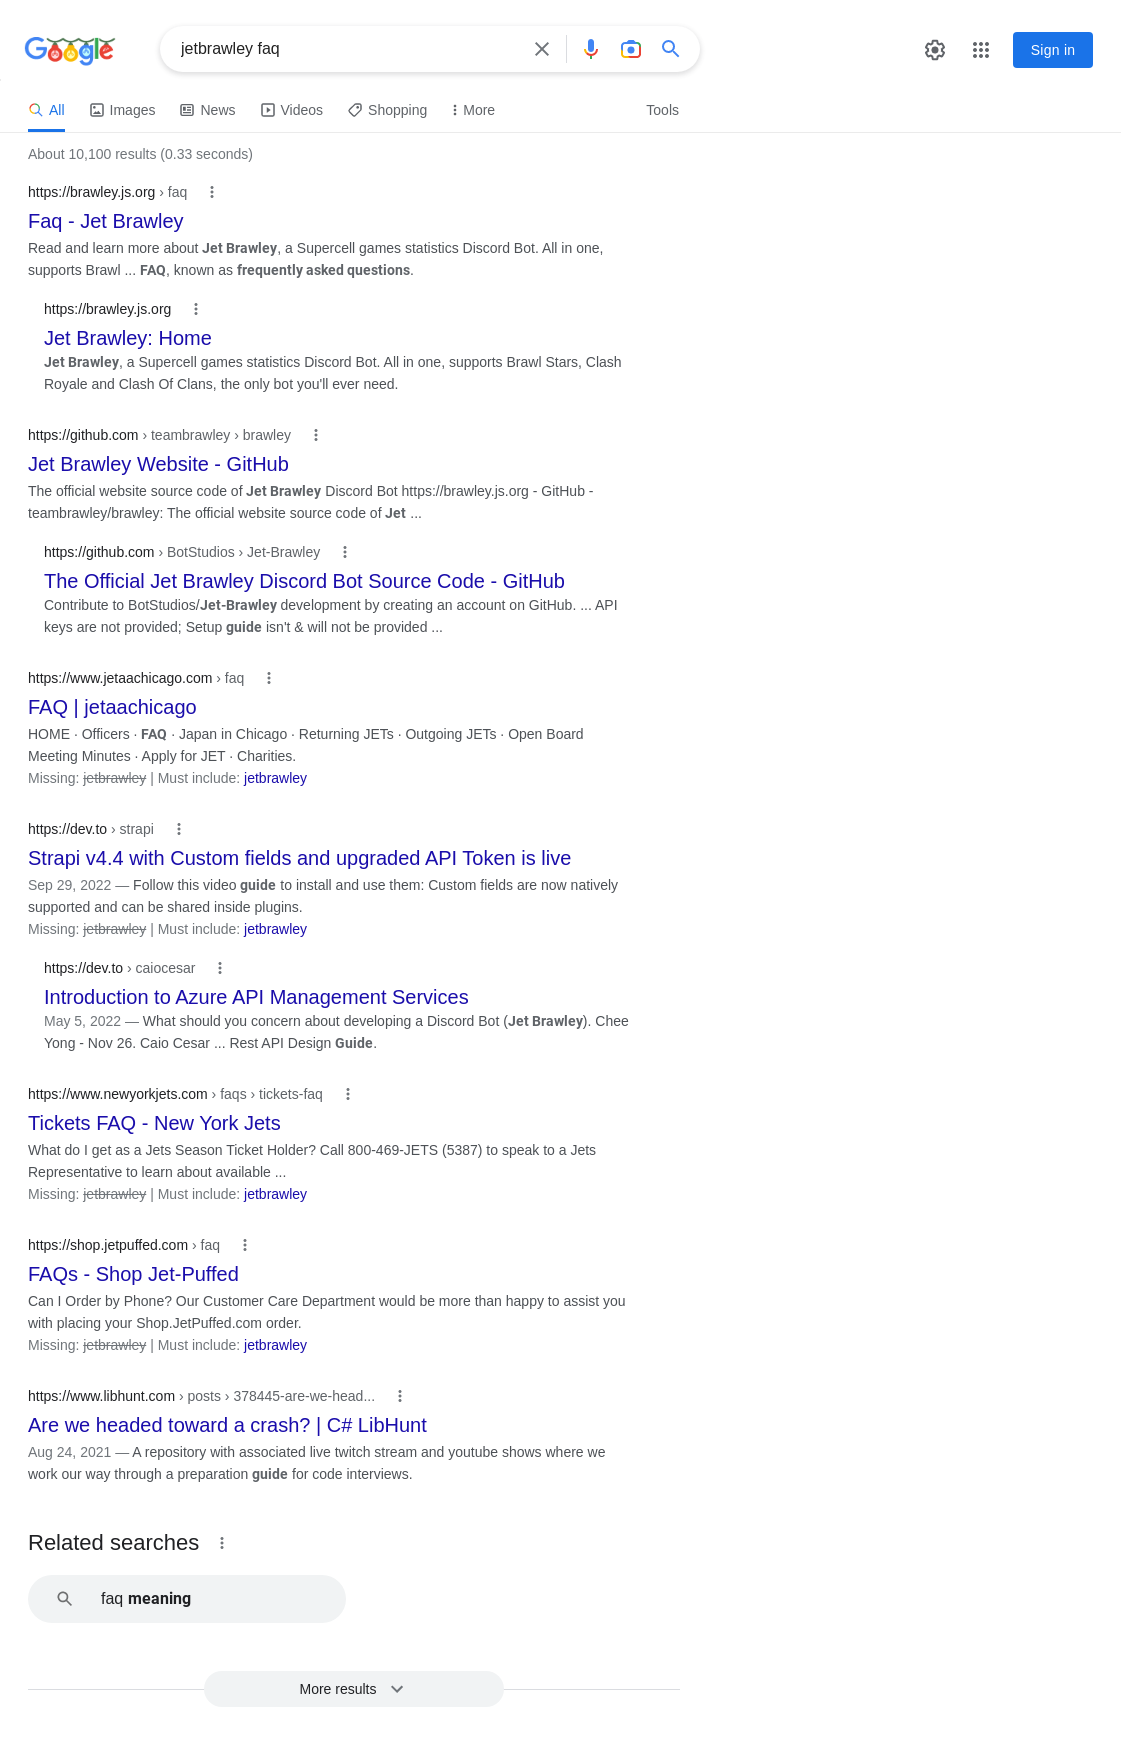 Google
jetbrawley faq
Sign in
All
Images
News
Videos
Shopping
More
Tools
About 10,100 results (0.33 seconds)
https://brawley.js.org › faq
Faq - Jet Brawley
Read and learn more about Jet Brawley, a Supercell games statistics Discord Bot. All in one,
supports Brawl ... FAQ, known as frequently asked questions.
https://brawley.js.org
Jet Brawley: Home
Jet Brawley, a Supercell games statistics Discord Bot. All in one, supports Brawl Stars, Clash
Royale and Clash Of Clans, the only bot you'll ever need.
https://github.com › teambrawley › brawley
Jet Brawley Website - GitHub
The official website source code of Jet Brawley Discord Bot https://brawley.js.org - GitHub -
teambrawley/brawley: The official website source code of Jet ...
https://github.com › BotStudios › Jet-Brawley
The Official Jet Brawley Discord Bot Source Code - GitHub
Contribute to BotStudios/Jet-Brawley development by creating an account on GitHub. ... API
keys are not provided; Setup guide isn't & will not be provided ...
https://www.jetaachicago.com › faq
FAQ | jetaachicago
HOME · Officers · FAQ · Japan in Chicago · Returning JETs · Outgoing JETs · Open Board
Meeting Minutes · Apply for JET · Charities.
Missing: jetbrawley | Must include: jetbrawley
https://dev.to › strapi
Strapi v4.4 with Custom fields and upgraded API Token is live
Sep 29, 2022 — Follow this video guide to install and use them: Custom fields are now natively
supported and can be shared inside plugins.
Missing: jetbrawley | Must include: jetbrawley
https://dev.to › caiocesar
Introduction to Azure API Management Services
May 5, 2022 — What should you concern about developing a Discord Bot (Jet Brawley). Chee
Yong - Nov 26. Caio Cesar ... Rest API Design Guide.
https://www.newyorkjets.com › faqs › tickets-faq
Tickets FAQ - New York Jets
What do I get as a Jets Season Ticket Holder? Call 800-469-JETS (5387) to speak to a Jets
Representative to learn about available ...
Missing: jetbrawley | Must include: jetbrawley
https://shop.jetpuffed.com › faq
FAQs - Shop Jet-Puffed
Can I Order by Phone? Our Customer Care Department would be more than happy to assist you
with placing your Shop.JetPuffed.com order.
Missing: jetbrawley | Must include: jetbrawley
https://www.libhunt.com › posts › 378445-are-we-head...
Are we headed toward a crash? | C# LibHunt
Aug 24, 2021 — A repository with associated live twitch stream and youtube shows where we
work our way through a preparation guide for code interviews.
Related searches
faq meaning
More results